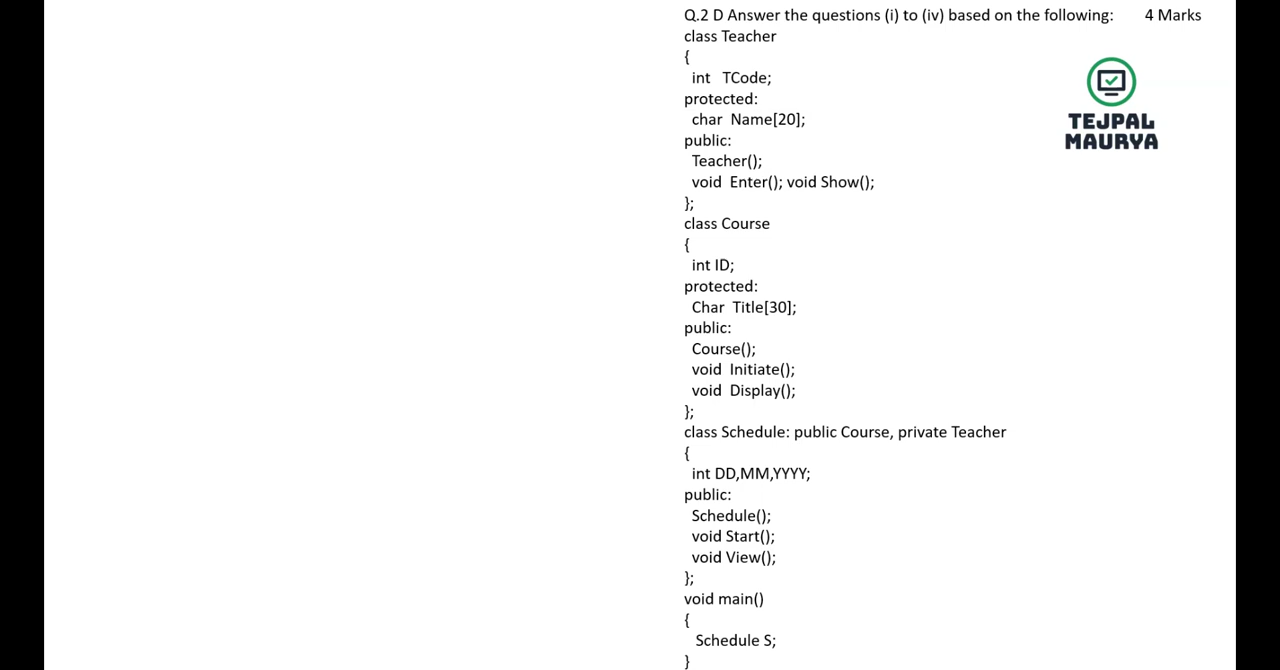 Q.2 D Answer the questions (i) to (iv) based on the following: 4 Marks
class Teacher
{
int TCode;
protected:
char Name[20];
public:
Teacher();
void Enter(); void Show();
};
class Course
{
int ID;
protected:
Char Title[30];
public:
Course();
void Initiate();
void Display();
};
class Schedule: public Course, private Teacher
{
int DD,MM,YYYY;
public:
Schedule();
void Start();
void View();
};
void main()
{
Schedule S;
}
TEJPAL
MAURYA